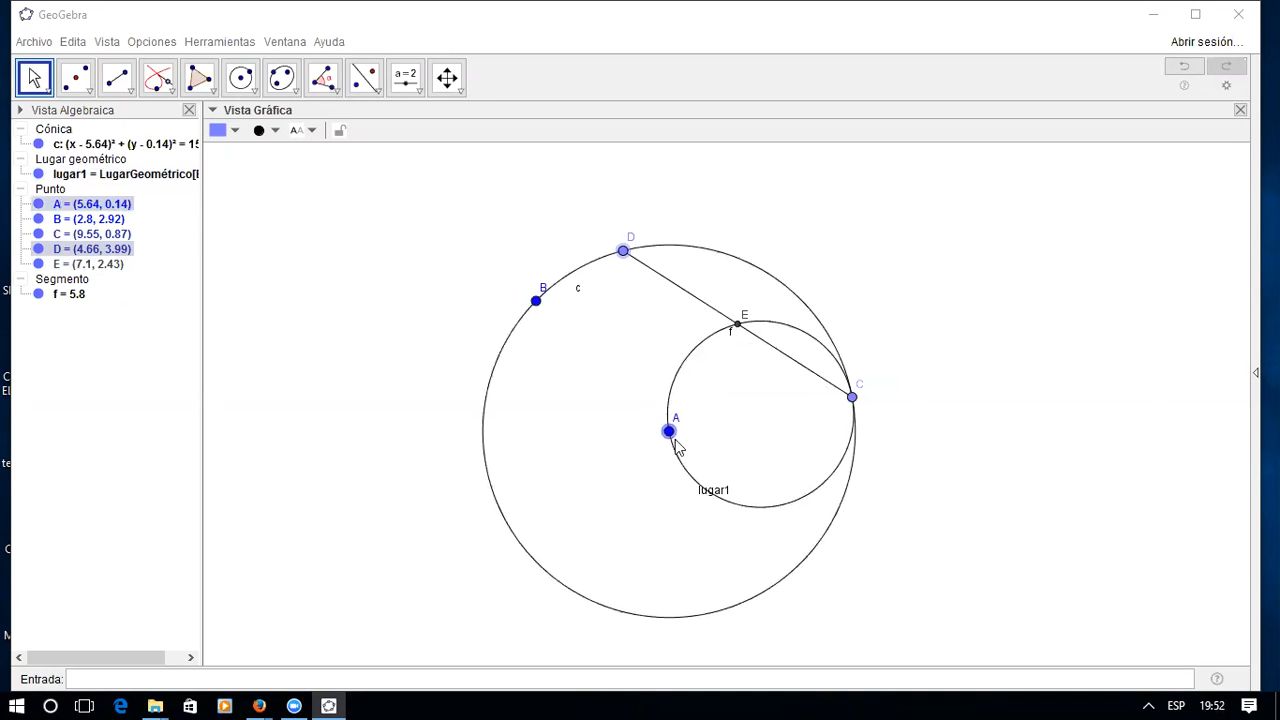 GeoGebra
Archivo Edita Vista Opciones Herramientas Ventana Ayuda
Abrir sesión...
a=2
Vista Algebraica
Vista Gráfica
AA
Cónica
c: (x - 5.64)² + (y - 0.14)² = 15
Lugar geométrico
lugar1 = LugarGeométrico[E
Punto
A = (5.64, 0.14)
B = (2.8, 2.92)
C = (9.55, 0.87)
D = (4.66, 3.99)
E = (7.1, 2.43)
Segmento
f = 5.8
D
B
c
E
f
C
A
lugar1
Entrada:
ESP 19:52